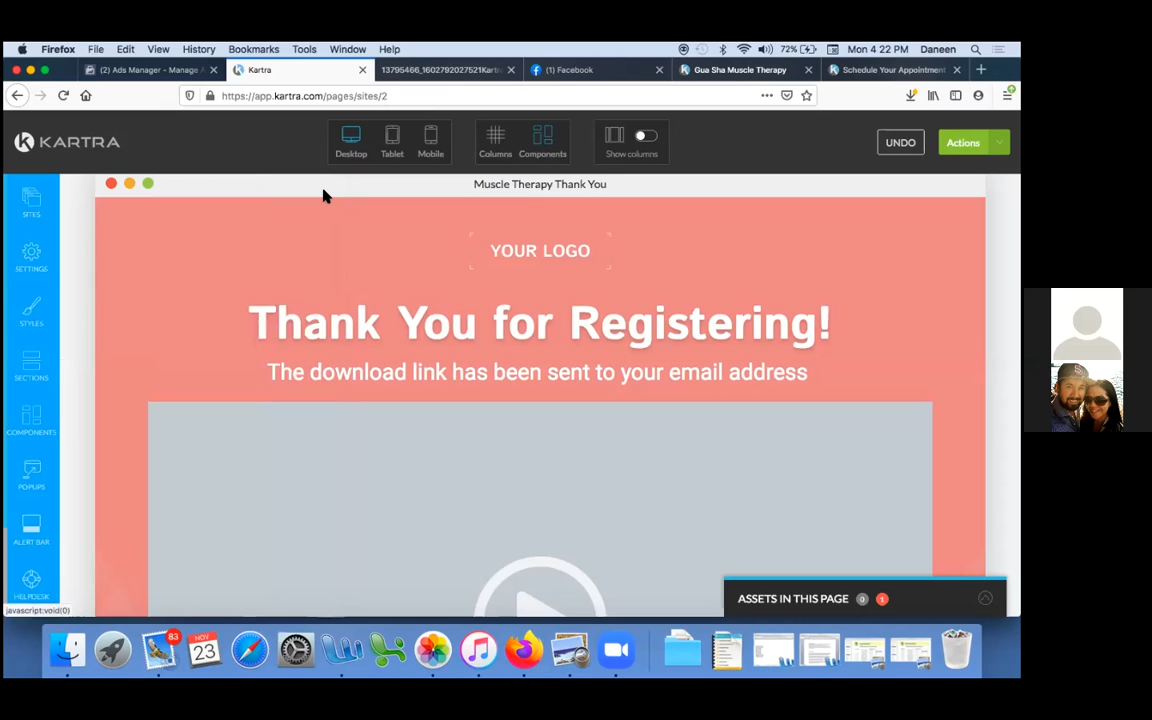 Firefox File Edit View History Bookmarks Tools Window Help 72% Mon 4:22 PM Daneen
(2) Ads Manager - Manage A Kartra 13795466_1602792027521Kartr (1) Facebook Gua Sha Muscle Therapy Schedule Your Appointment
https://app.kartra.com/pages/sites/2
KARTRA Desktop Tablet Mobile Columns Components Show columns UNDO Actions
Muscle Therapy Thank You
SITES
SETTINGS
STYLES
SECTIONS
COMPONENTS
POPUPS
ALERT BAR
HELPDESK
YOUR LOGO
Thank You for Registering!
The download link has been sent to your email address
ASSETS IN THIS PAGE 0 1
javascript:void(0)
83
NOV
23